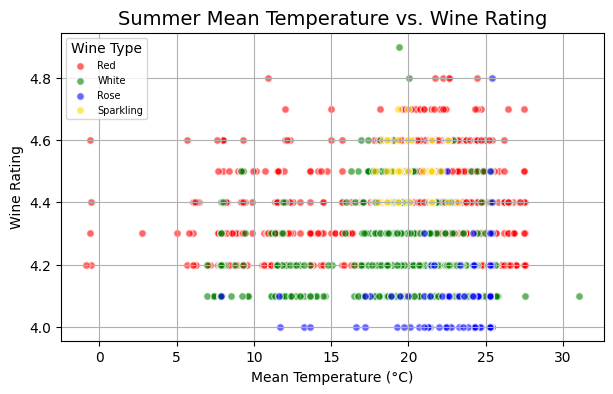 Summer Mean Temperature vs. Wine Rating
Wine Type
Red
White
Rose
Sparkling
4.8
4.6
4.4
4.2
4.0
Wine Rating
0 5 10 15 20 25 30
Mean Temperature (°C)